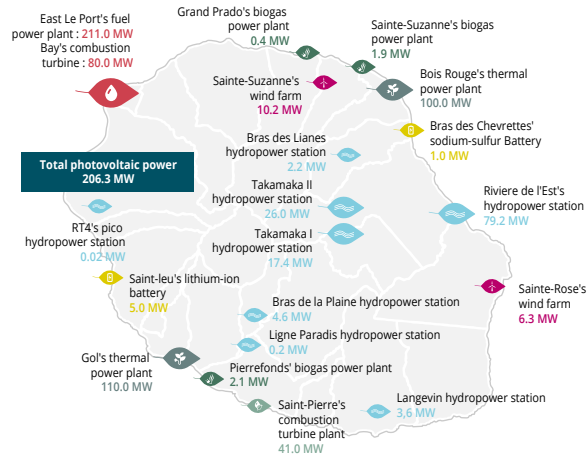 East Le Port's fuel
power plant : 211.0 MW
Bay's combustion
turbine : 80.0 MW
Grand Prado's biogas
power plant
0.4 MW
Sainte-Suzanne's biogas
power plant
1.9 MW
Sainte-Suzanne's
wind farm
10.2 MW
Bois Rouge's thermal
power plant
100.0 MW
Bras des Chevrettes'
sodium-sulfur Battery
1.0 MW
Bras des Lianes
hydropower station
2.2 MW
Total photovoltaic power
206.3 MW
Takamaka II
hydropower station
26.0 MW
Riviere de l'Est's
hydropower station
79.2 MW
RT4's pico
hydropower station
0.02 MW
Takamaka I
hydropower station
17.4 MW
Saint-leu's lithium-ion
battery
5.0 MW
Sainte-Rose's
wind farm
6.3 MW
Bras de la Plaine hydropower station
4.6 MW
Ligne Paradis hydropower station
0.2 MW
Gol's thermal
power plant
110.0 MW
Pierrefonds' biogas power plant
2.1 MW
Saint-Pierre's
combustion
turbine plant
41.0 MW
Langevin hydropower station
3,6 MW